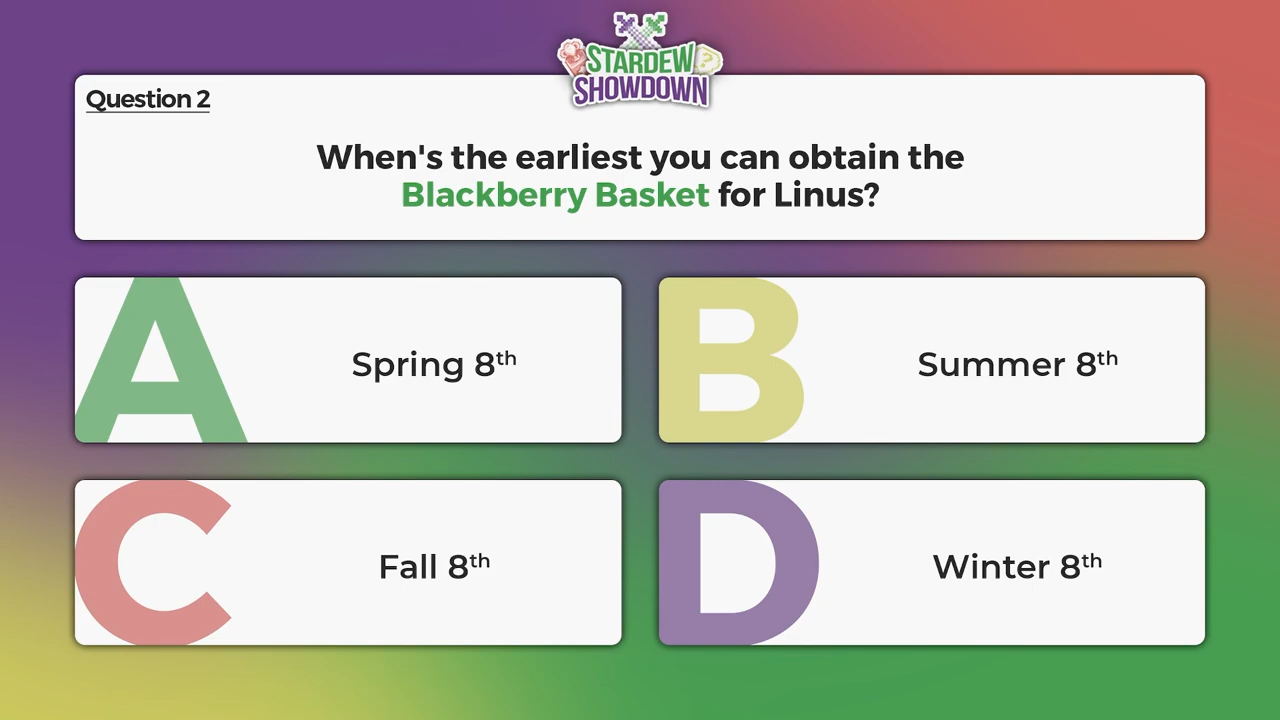 STARDEW
SHOWDOWN
Question 2
When's the earliest you can obtain the
Blackberry Basket for Linus?
A
Spring 8th
B
Summer 8th
C
Fall 8th
D
Winter 8th